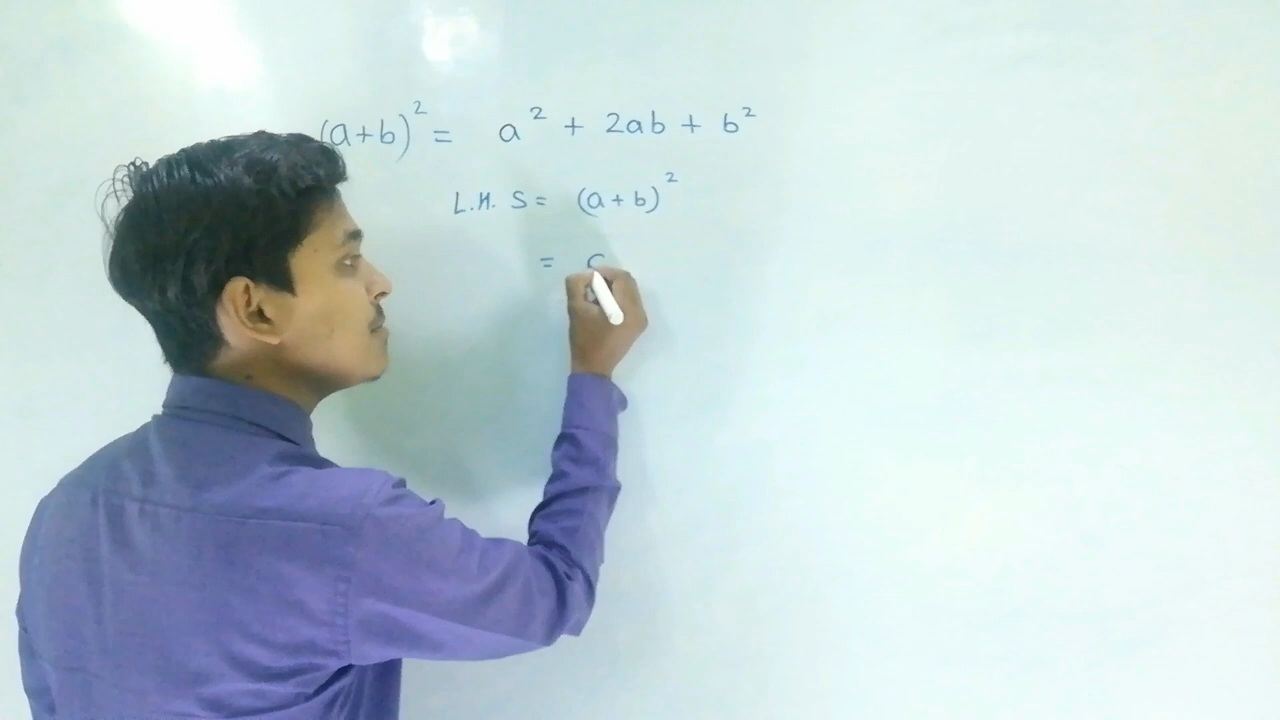 (a+b)² = a² + 2ab + b²
L.H. S = (a + b)²
=